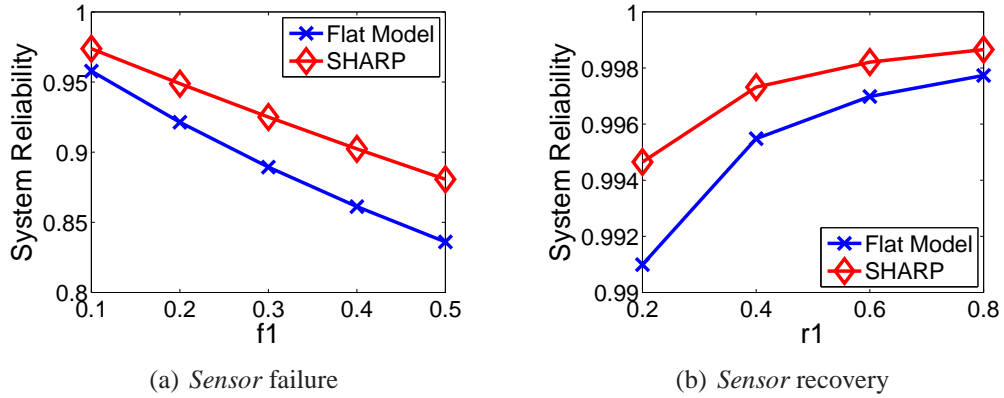 System Reliability
1
0.95
0.9
0.85
0.8
0.1
0.2
0.3
0.4
0.5
f1
Flat Model
SHARP
(a) Sensor failure
System Reliability
1
0.998
0.996
0.994
0.992
0.99
0.2
0.4
0.6
0.8
r1
Flat Model
SHARP
(b) Sensor recovery